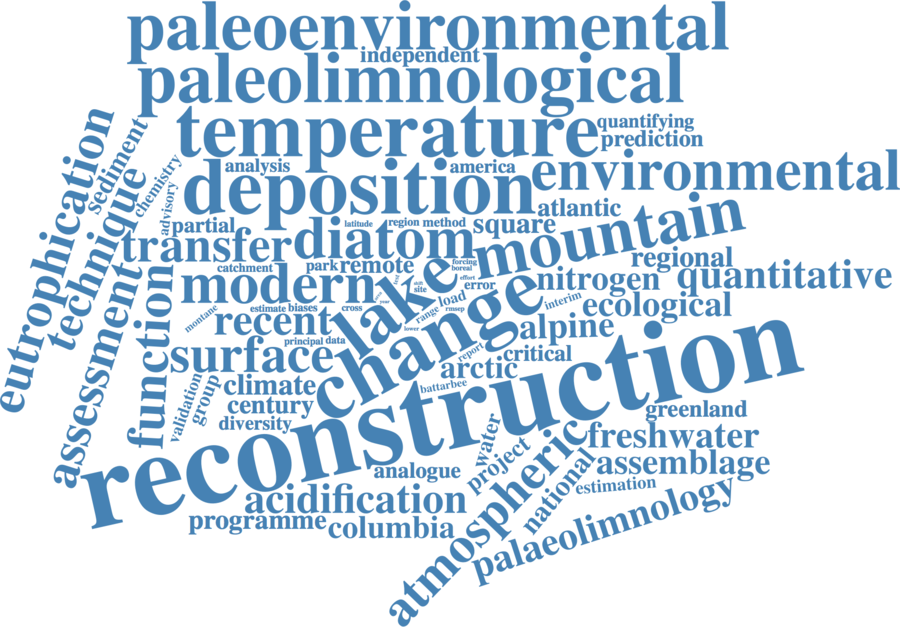 paleoenvironmental
independent
paleolimnological
temperature
quantifying
prediction
eutrophication
sediment
technique
chemistry
advisory
analysis
america
deposition
environmental
partial
latitude
region
method
square
atlantic
transfer
diatom
mountain
regional
catchment
park
remote
forcing
boreal
effort
error
nitrogen
quantitative
modern
lake
shift
site
year
assessment
function
montane
estimate
biases
cross
range
load
rmsep
interim
ecological
recent
principal
data
lower
change
alpine
surface
report
critical
arctic
battarbee
validation
group
climate
century
diversity
reconstruction
greenland
water
freshwater
analogue
project
atmospheric
national
assemblage
estimation
acidification
programme
columbia
palaeolimnology